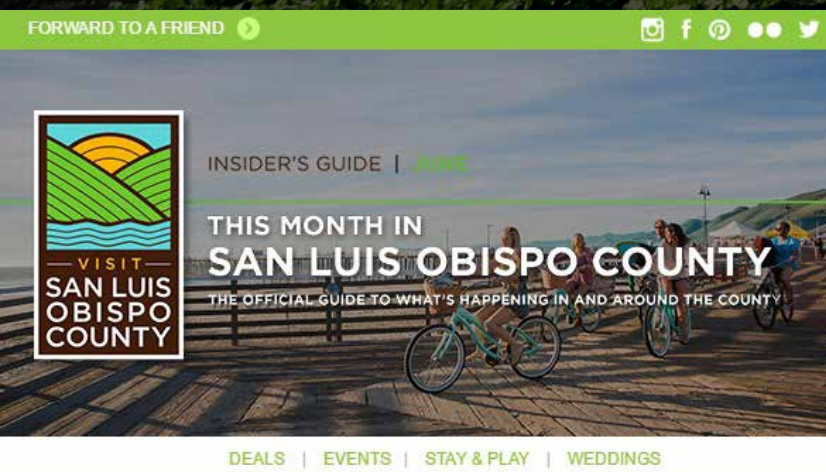 FORWARD TO A FRIEND
INSIDER'S GUIDE | JUNE
THIS MONTH IN
SAN LUIS OBISPO COUNTY
THE OFFICIAL GUIDE TO WHAT'S HAPPENING IN AND AROUND THE COUNTY
VISIT
SAN LUIS
OBISPO
COUNTY
DEALS | EVENTS | STAY & PLAY | WEDDINGS